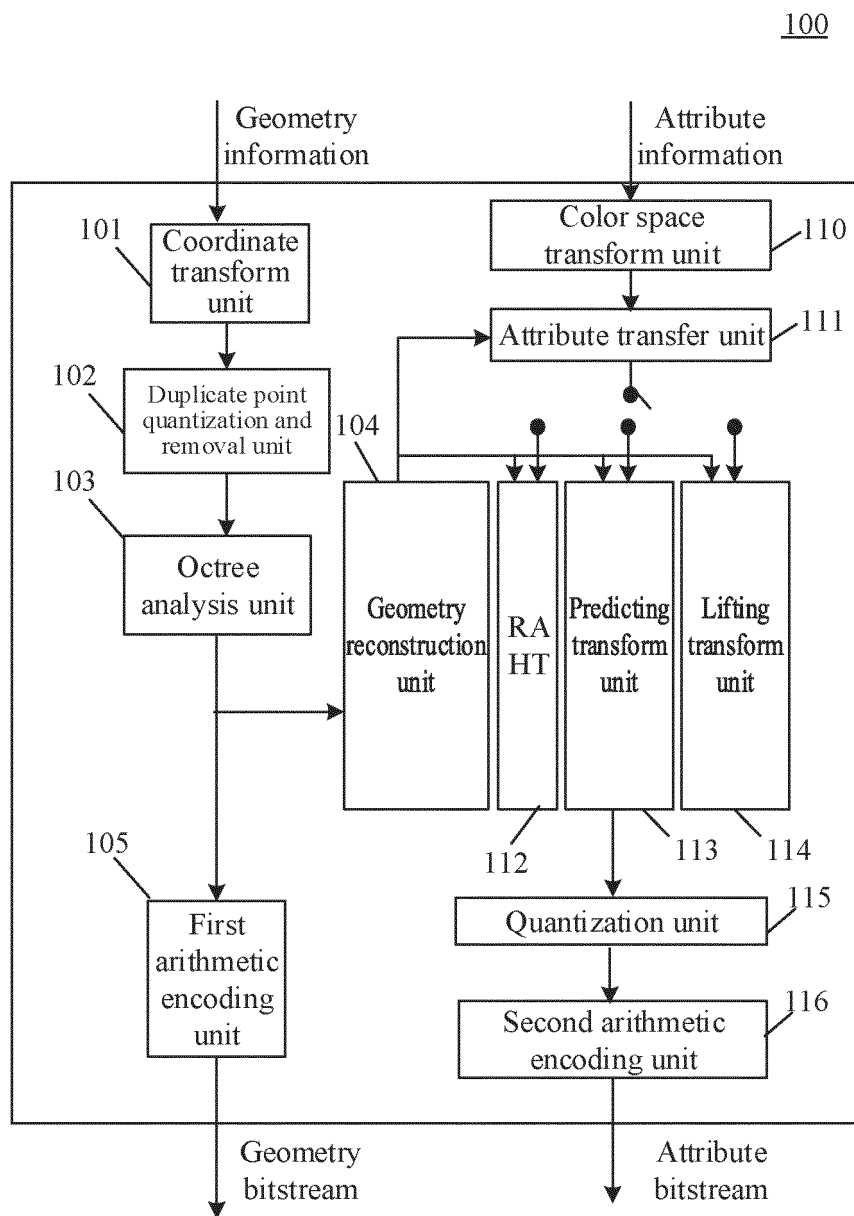 100
Geometry
information
Attribute
information
101
Coordinate
transform
unit
Color space
transform unit
110
Attribute transfer unit
111
102
Duplicate point
quantization and
removal unit
104
103
Octree
analysis unit
Geometry
reconstruction
unit
RA
HT
Predicting
transform
unit
Lifting
transform
unit
112
113
114
105
First
arithmetic
encoding
unit
Quantization unit
115
Second arithmetic
encoding unit
116
Geometry
bitstream
Attribute
bitstream